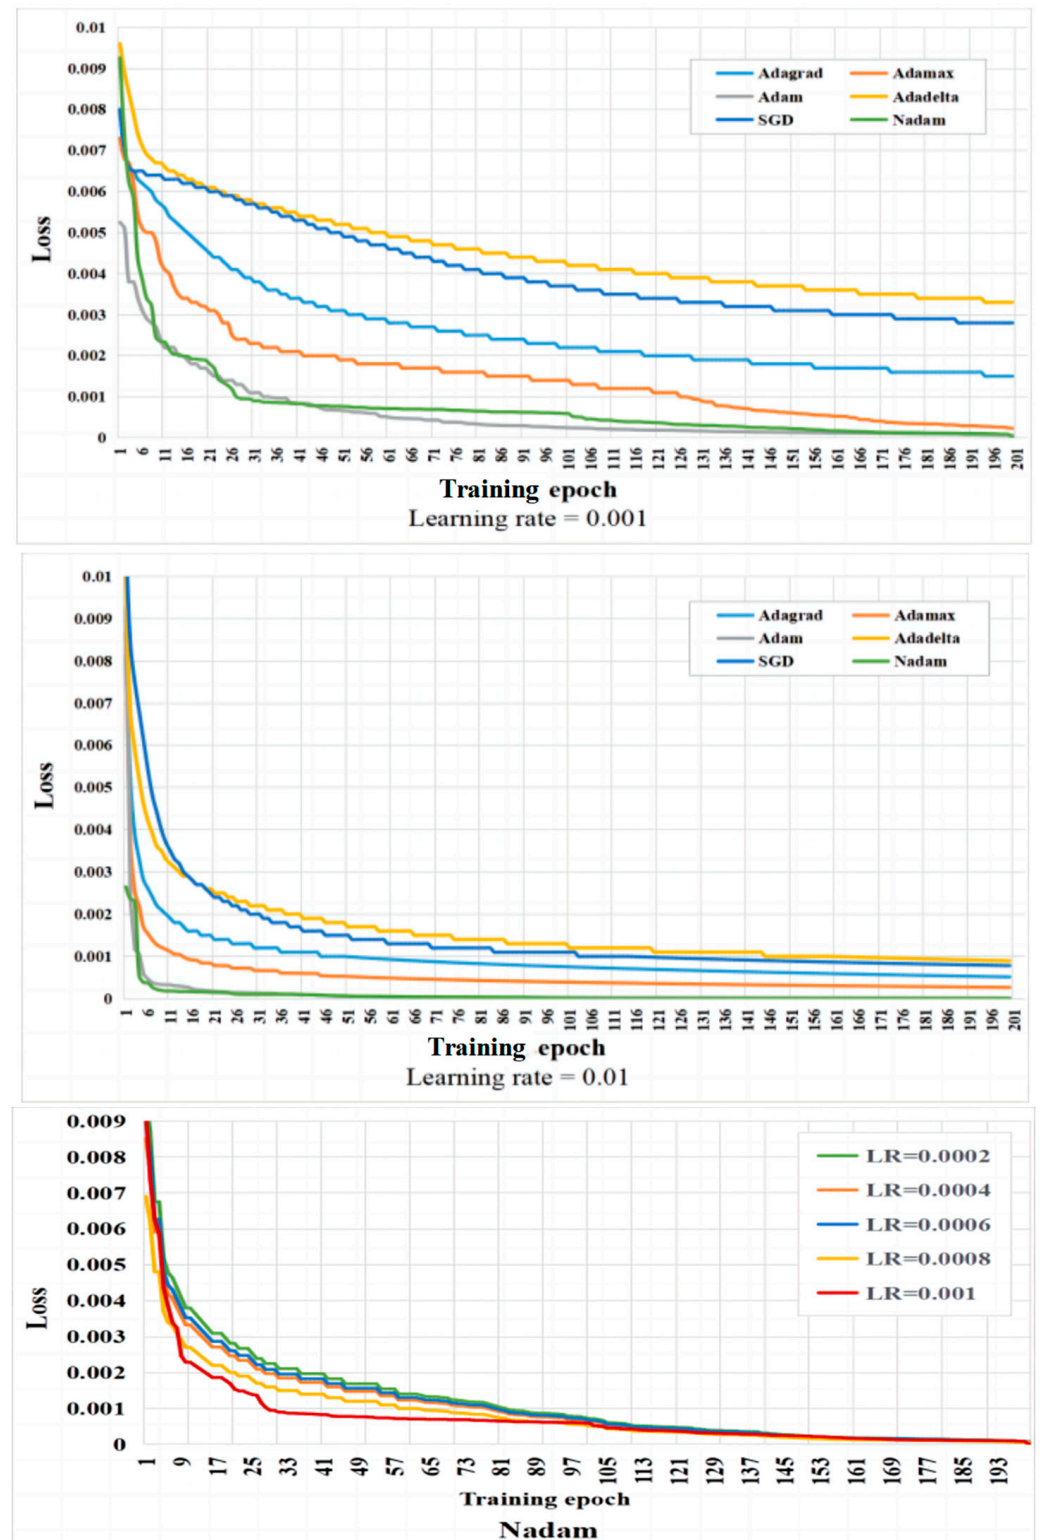 0.01
0.009
0.008
0.007
0.006
0.005
0.004
0.003
0.002
0.001
0
Loss
Adagrad Adamax
Adam Adadelta
SGD Nadam
1 6 11 16 21 26 31 36 41 46 51 56 61 66 71 76 81 86 91 96 101 106 111 116 121 126 131 136 141 146 151 156 161 166 171 176 181 186 191 196 201
Training epoch
Learning rate = 0.001
0.01
0.009
0.008
0.007
0.006
0.005
0.004
0.003
0.002
0.001
0
Loss
Adagrad Adamax
Adam Adadelta
SGD Nadam
1 6 11 16 21 26 31 36 41 46 51 56 61 66 71 76 81 86 91 96 101 106 111 116 121 126 131 136 141 146 151 156 161 166 171 176 181 186 191 196 201
Training epoch
Learning rate = 0.01
0.009
0.008
0.007
0.006
0.005
0.004
0.003
0.002
0.001
0
Loss
LR=0.0002
LR=0.0004
LR=0.0006
LR=0.0008
LR=0.001
1 9 17 25 33 41 49 57 65 73 81 89 97 105 113 121 129 137 145 153 161 169 177 185 193
Training epoch
Nadam